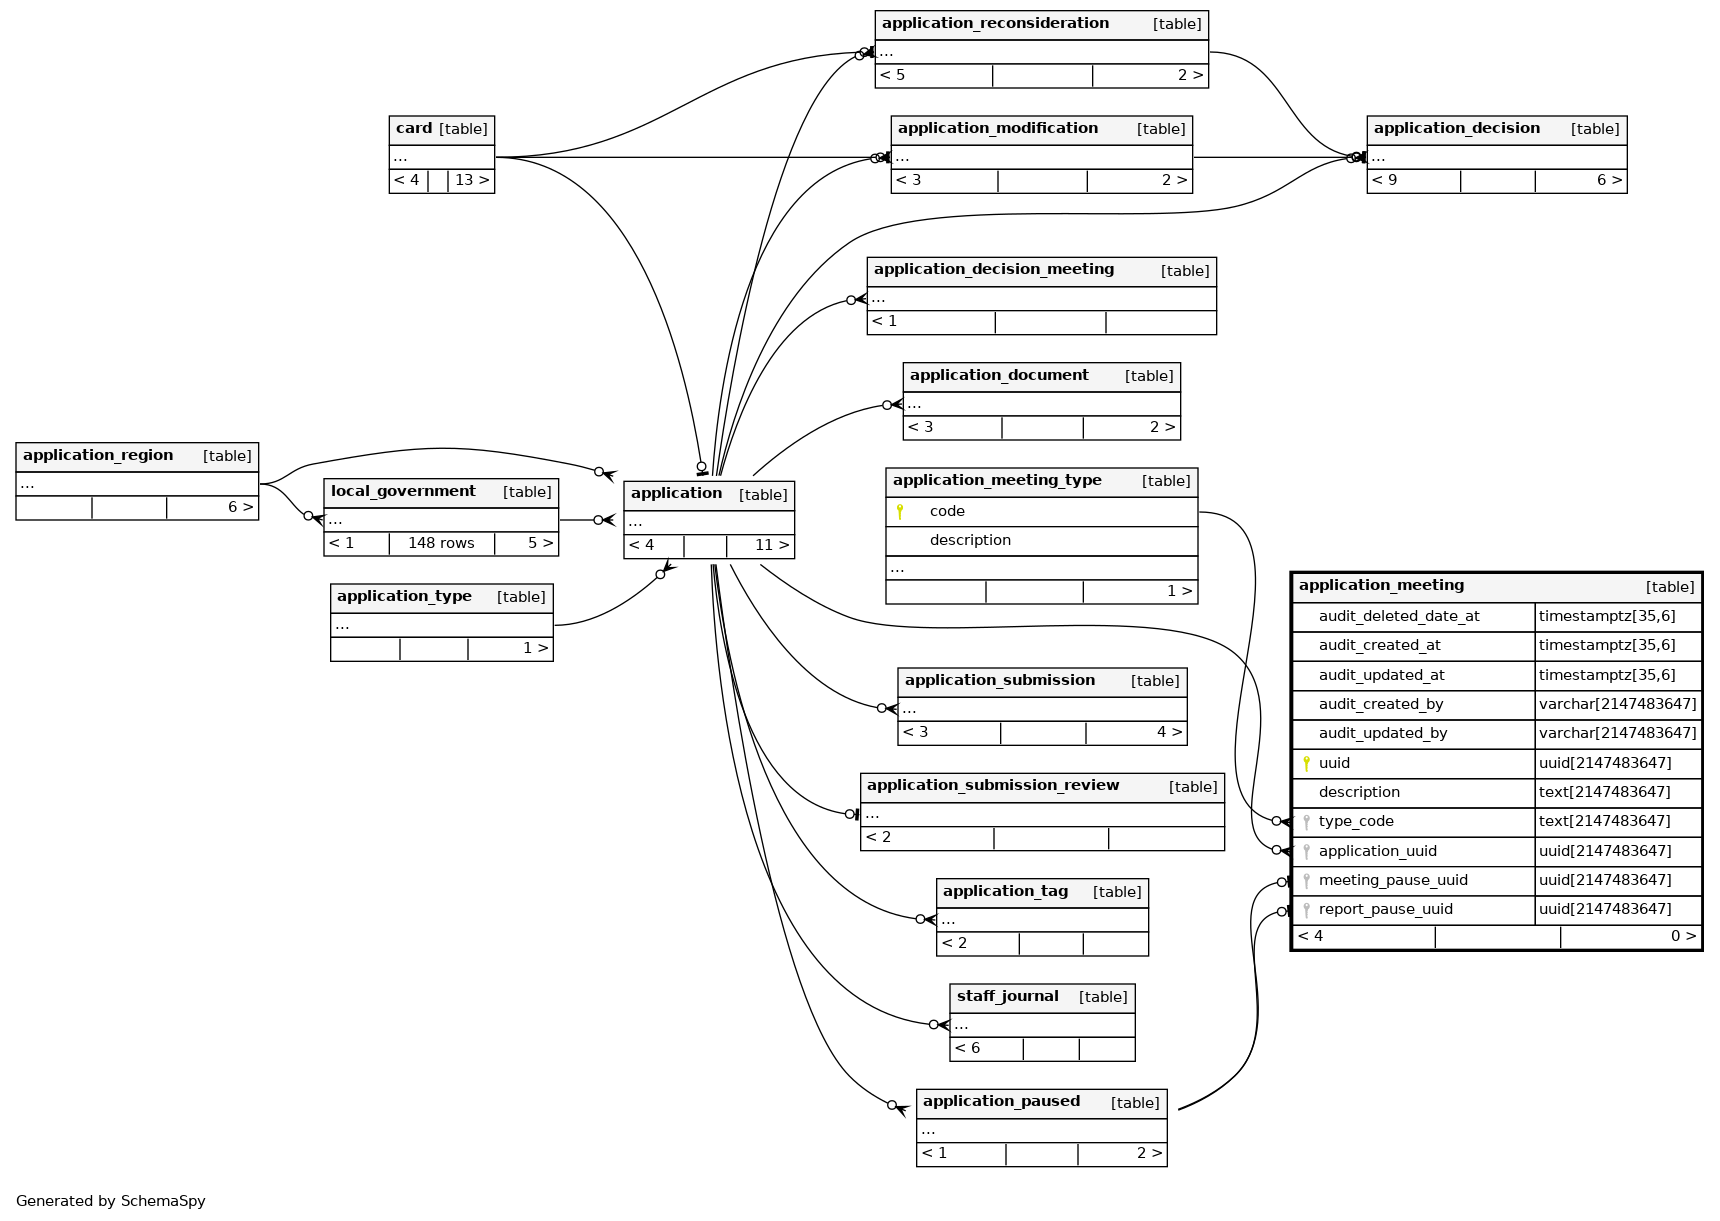 application_reconsideration [table]
...
< 5 2 >
card [table]
...
< 4 13 >
application_modification [table]
...
< 3 2 >
application_decision [table]
...
< 9 6 >
application_decision_meeting [table]
...
< 1
application_document [table]
...
< 3 2 >
application_region [table]
...
6 >
local_government [table]
...
< 1 148 rows 5 >
application [table]
...
< 4 11 >
application_type [table]
...
1 >
application_meeting_type [table]
code
description
...
1 >
application_meeting [table]
audit_deleted_date_at timestamptz[35,6]
audit_created_at timestamptz[35,6]
audit_updated_at timestamptz[35,6]
audit_created_by varchar[2147483647]
audit_updated_by varchar[2147483647]
uuid uuid[2147483647]
description text[2147483647]
type_code text[2147483647]
application_uuid uuid[2147483647]
meeting_pause_uuid uuid[2147483647]
report_pause_uuid uuid[2147483647]
< 4 0 >
application_submission [table]
...
< 3 4 >
application_submission_review [table]
...
< 2
application_tag [table]
...
< 2
staff_journal [table]
...
< 6
application_paused [table]
...
< 1 2 >
Generated by SchemaSpy